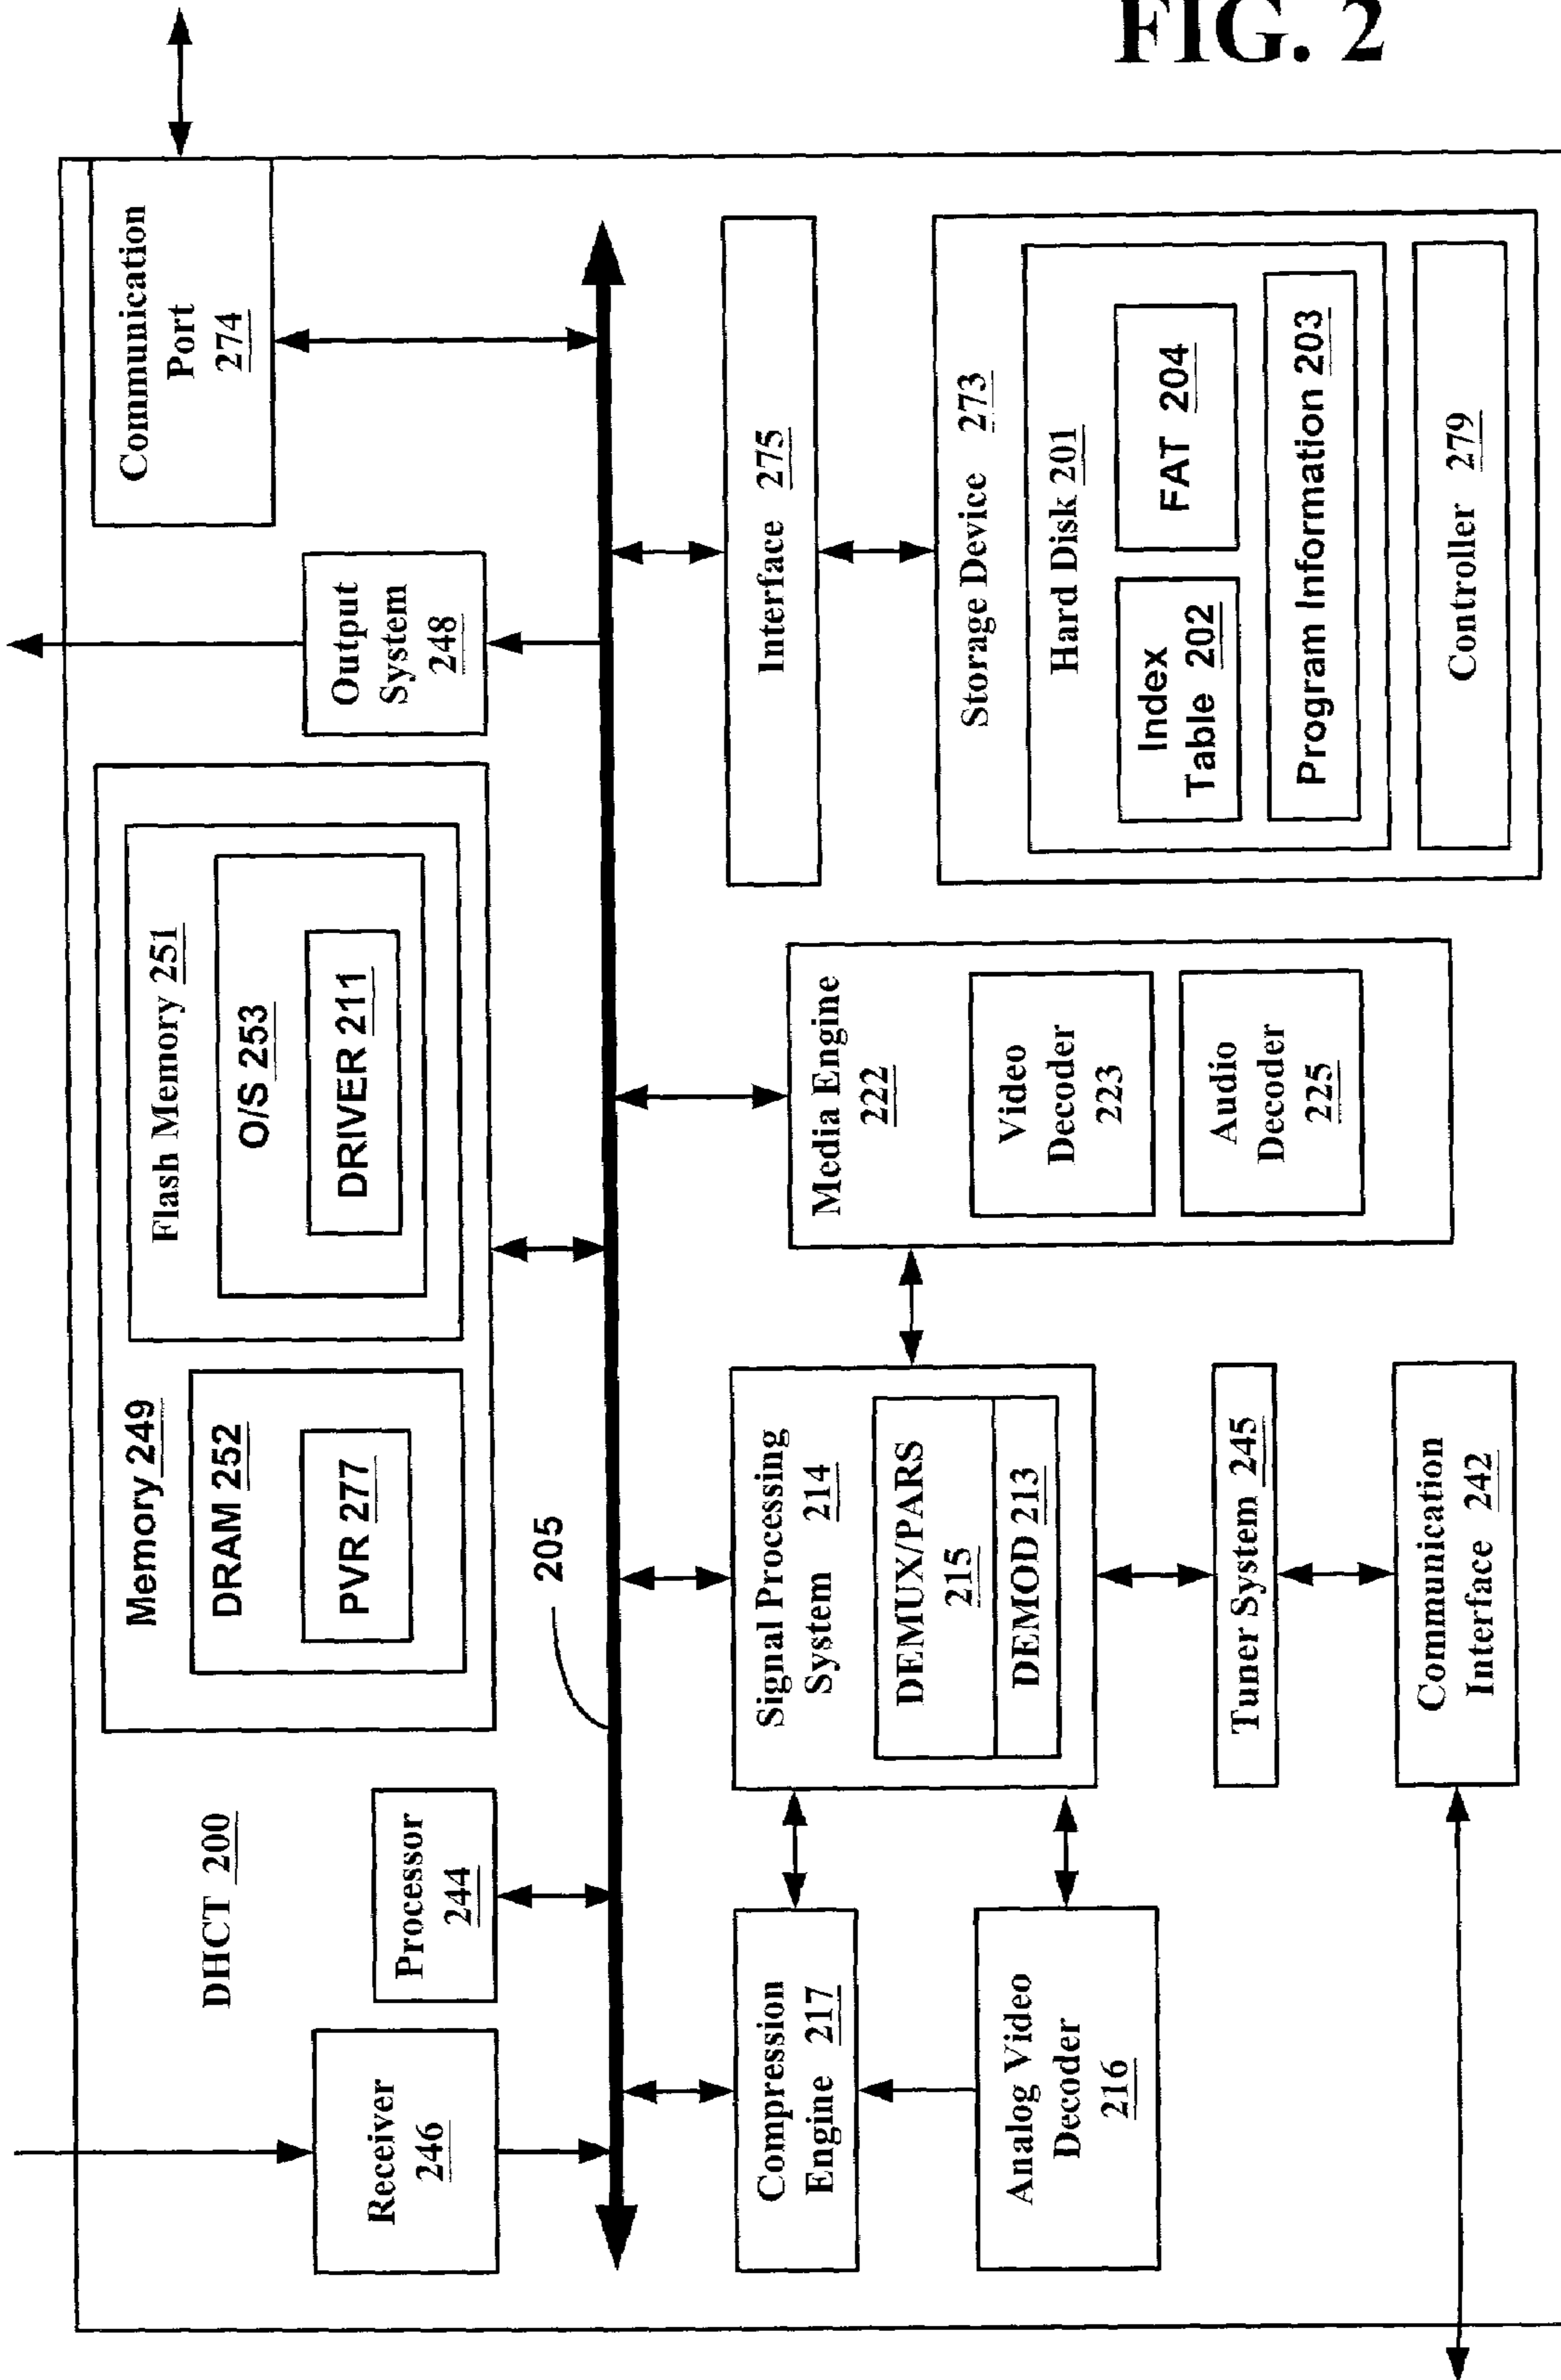 FIG. 2
DHCT 200
Receiver
246
Processor
244
Memory 249
DRAM 252
PVR 277
Flash Memory 251
O/S 253
DRIVER 211
Output
System
248
Communication
Port
274
205
Compression
Engine 217
Analog Video
Decoder
216
Signal Processing
System 214
DEMUX/PARS
215
DEMOD 213
Tuner System 245
Communication
Interface 242
Media Engine
222
Video
Decoder
223
Audio
Decoder
225
Interface 275
Storage Device 273
Hard Disk 201
Index
Table 202
FAT 204
Program Information 203
Controller 279